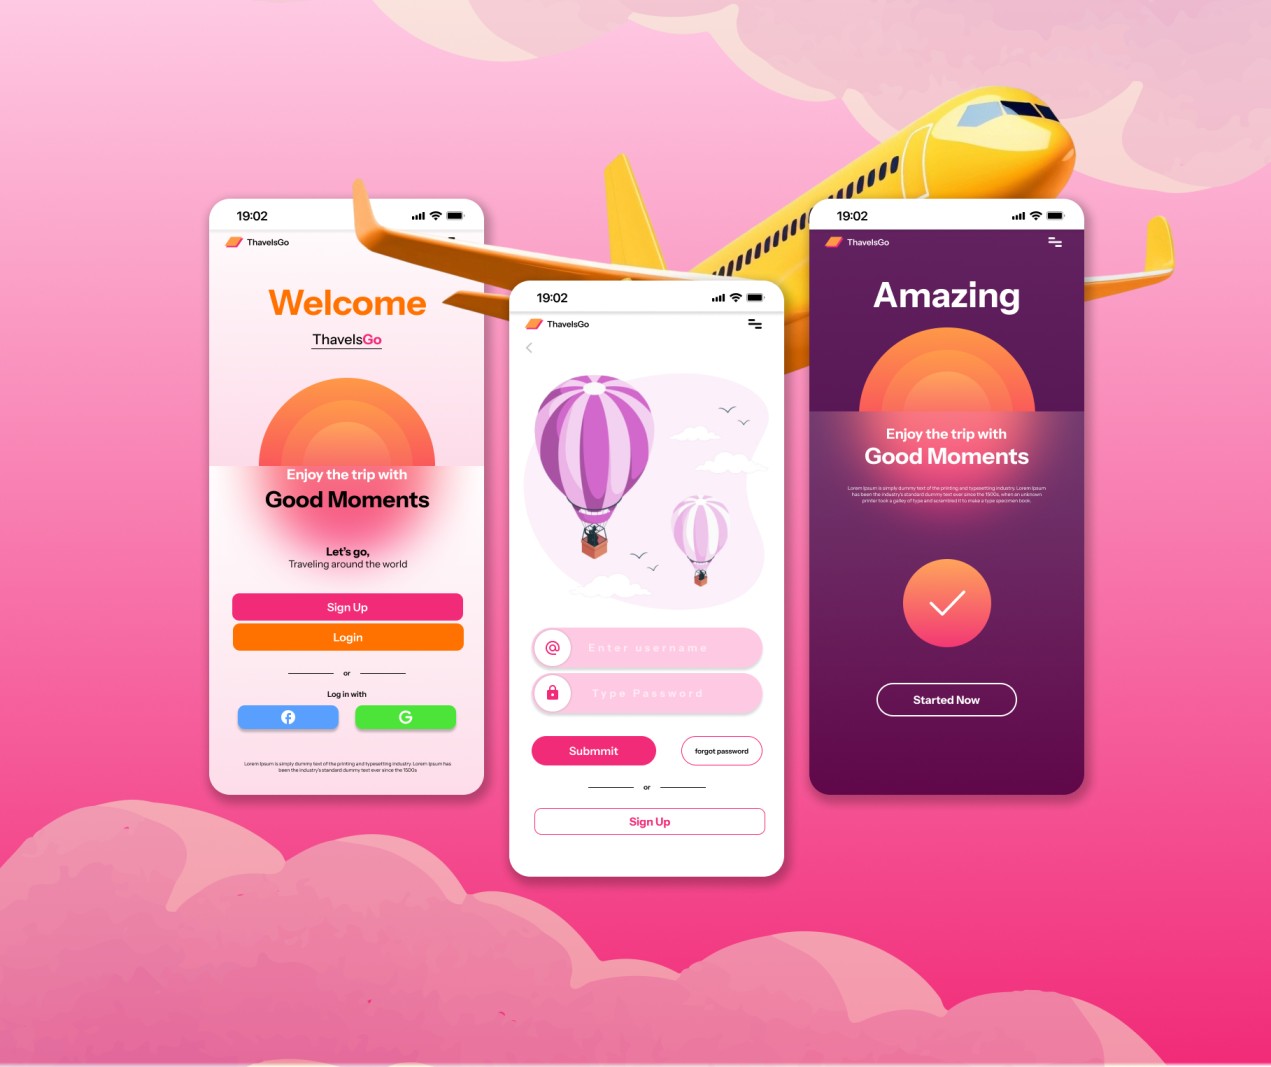 19:02
ThavelsGo
Welcome
ThavelsGo
Enjoy the trip with
Good Moments
Let's go,
Traveling around the world
Sign Up
Login
or
Log in with
G
Lorem Ipsum is simply dummy text of the printing and typesetting industry. Lorem Ipsum has
been the industry's standard dummy text ever since the 1500s
19:02
ThavelsGo
@ Enter username
Type Password
Submmit
forgot password
or
Sign Up
19:02
ThavelsGo
Amazing
Enjoy the trip with
Good Moments
Lorem Ipsum is simply dummy text of the printing and typesetting industry. Lorem Ipsum
has been the industry's standard dummy text ever since the 1500s, when an unknown
printer took a galley of type and scrambled it to make a type specimen book.
Started Now